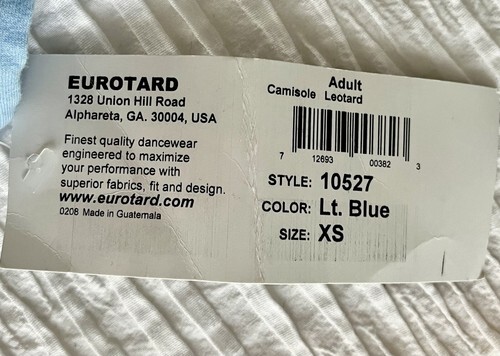 EUROTARD
1328 Union Hill Road
Alphareta, GA. 30004, USA
Finest quality dancewear
engineered to maximize
your performance with
superior fabrics, fit and design.
www.eurotard.com
0208 Made in Guatemala
Adult
Camisole Leotard
7 12693 00382 3
STYLE: 10527
COLOR: Lt. Blue
SIZE: XS